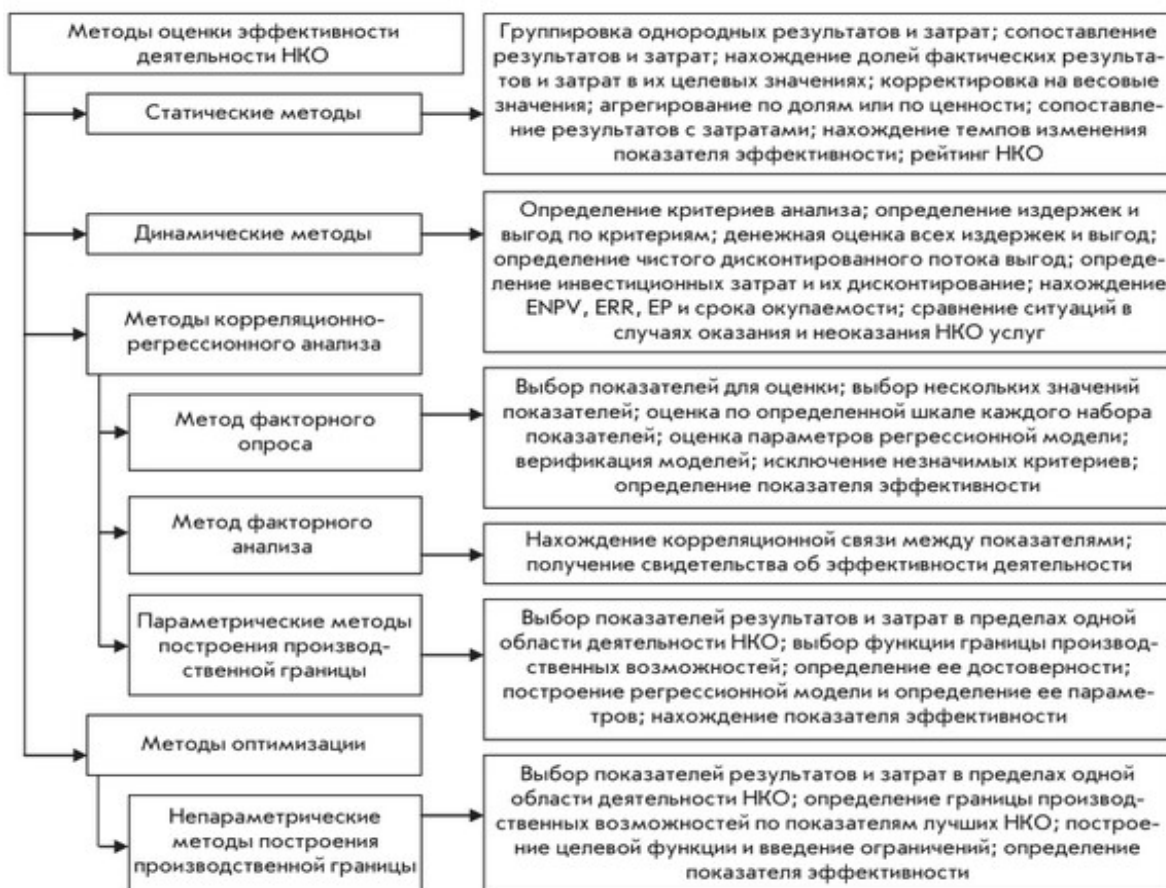 Методы оценки эффективности
деятельности НКО
Группировка однородных результатов и затрат; сопоставление
результатов и затрат; нахождение долей фактических результа-
тов и затрат в их целевых значениях; корректировка на весовые
значения; агрегирование по долям или по ценности; сопоставле-
ние результатов с затратами; нахождение темпов изменения
показателя эффективности; рейтинг НКО
Статические методы
Динамические методы
Определение критериев анализа; определение издержек и
выгод по критериям; денежная оценка всех издержек и выгод;
определение чистого дисконтированного потока выгод; опреде-
ление инвестиционных затрат и их дисконтирование; нахождение
ENPV, ERR, EP и срока окупаемости; сравнение ситуаций в
случаях оказания и неоказания НКО услуг
Методы корреляционно-
регрессионного анализа
Метод факторного
опроса
Выбор показателей для оценки; выбор нескольких значений
показателей; оценка по определенной шкале каждого набора
показателей; оценка параметров регрессионной модели;
верификация моделей; исключение незначимых критериев;
определение показателя эффективности
Метод факторного
анализа
Нахождение корреляционной связи между показателями;
получение свидетельства об эффективности деятельности
Параметрические методы
построения производ-
ственной границы
Выбор показателей результатов и затрат в пределах одной
области деятельности НКО; выбор функции границы производ-
ственных возможностей; определение ее достоверности;
построение регрессионной модели и определение ее параме-
тров; нахождение показателя эффективности
Методы оптимизации
Непараметрические
методы построения
производственной границы
Выбор показателей результатов и затрат в пределах одной
области деятельности НКО; определение границы производ-
ственных возможностей по показателям лучших НКО; построе-
ние целевой функции и введение ограничений; определение
показателя эффективности